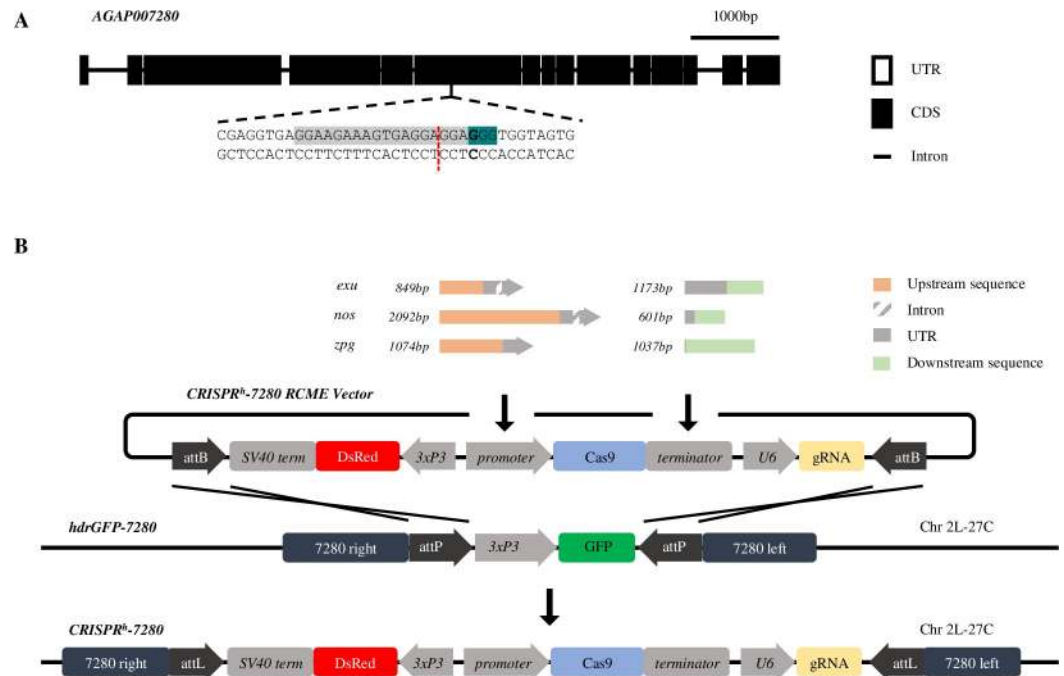 A
AGAP007280
1000bp
UTR
CDS
Intron
CGAGGTGAGGAAGAAAGTGAGGAGGAGGGTGGTAGTG
GCTCCACTCCTTCTTTCACTCCTCCTCCCACCATCAC
B
exu 849bp 1173bp
nos 2092bp 601bp
zpg 1074bp 1037bp
Upstream sequence
Intron
UTR
Downstream sequence
CRISPRʰ-7280 RCME Vector
attB SV40 term DsRed 3xP3 promoter Cas9 terminator U6 gRNA attB
hdrGFP-7280 Chr 2L-27C
7280 right attP 3xP3 GFP attP 7280 left
CRISPRʰ-7280 Chr 2L-27C
7280 right attL SV40 term DsRed 3xP3 promoter Cas9 terminator U6 gRNA attL 7280 left